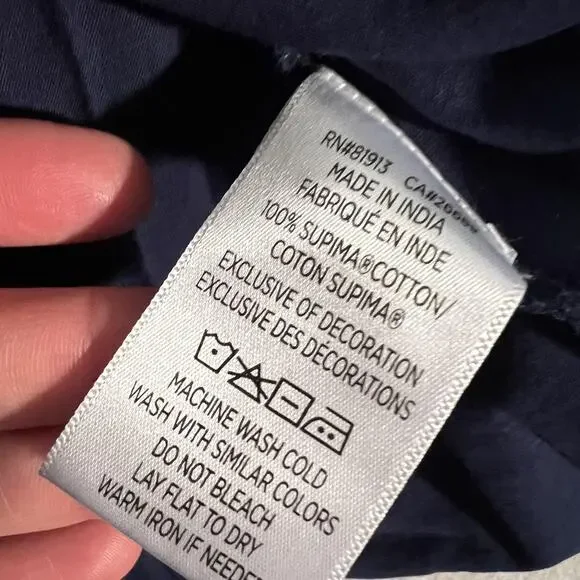 RN#81913 CA#26
MADE IN INDIA
FABRIQUÉ EN INDE
100% SUPIMA®COTTON/
COTON SUPIMA®
EXCLUSIVE OF DECORATION
EXCLUSIVE DES DÉCORATIONS
MACHINE WASH COLD
WASH WITH SIMILAR COLORS
DO NOT BLEACH
LAY FLAT TO DRY
WARM IRON IF NEEDED